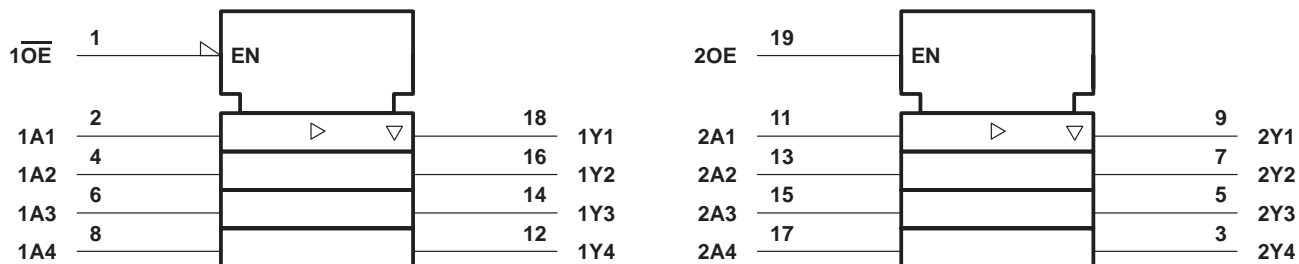 1O̅E̅ 1 EN
1A1 2 18 1Y1
1A2 4 16 1Y2
1A3 6 14 1Y3
1A4 8 12 1Y4
2OE 19 EN
2A1 11 9 2Y1
2A2 13 7 2Y2
2A3 15 5 2Y3
2A4 17 3 2Y4